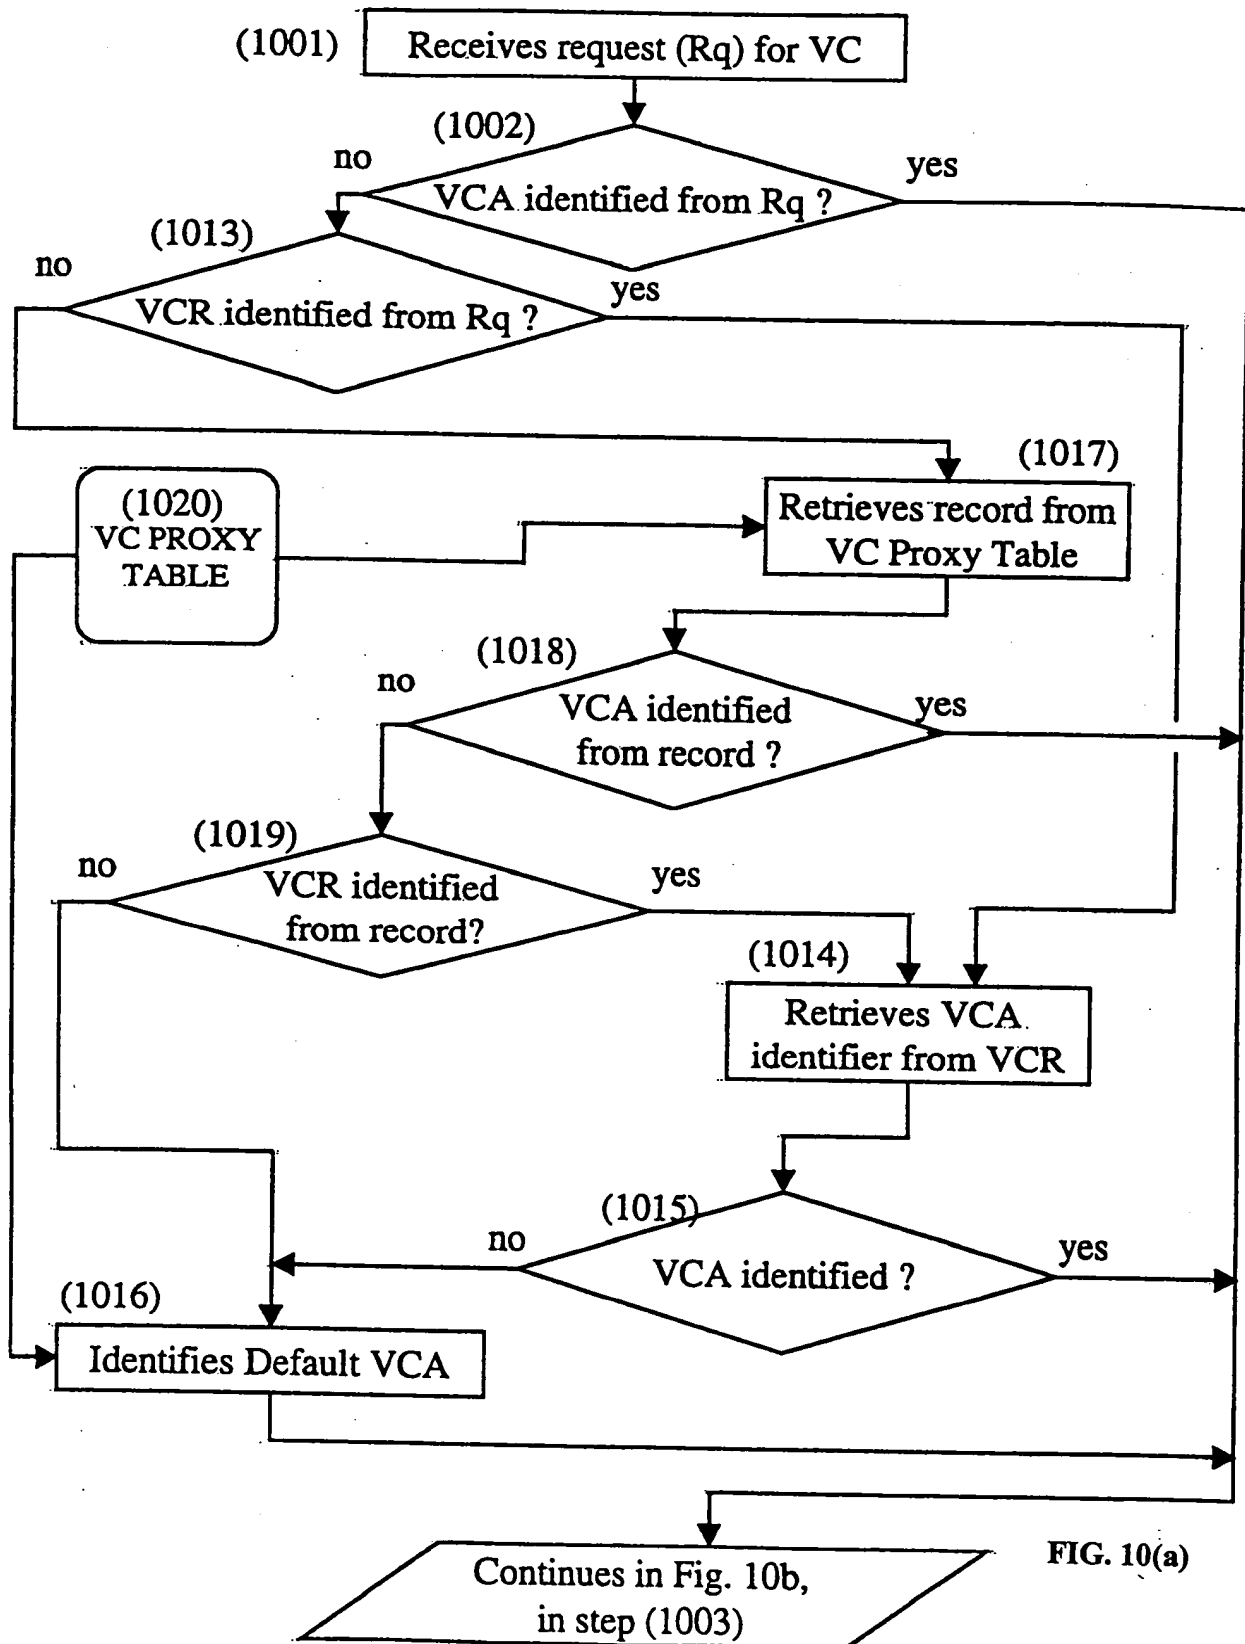 (1001)
Receives request (Rq) for VC
(1002)
no
yes
VCA identified from Rq ?
(1013)
no
yes
VCR identified from Rq ?
(1017)
Retrieves record from
VC Proxy Table
(1020)
VC PROXY
TABLE
(1018)
no
yes
VCA identified
from record ?
(1019)
no
yes
VCR identified
from record?
(1014)
Retrieves VCA
identifier from VCR
(1015)
no
yes
VCA identified ?
(1016)
Identifies Default VCA
Continues in Fig. 10b,
in step (1003)
FIG. 10(a)